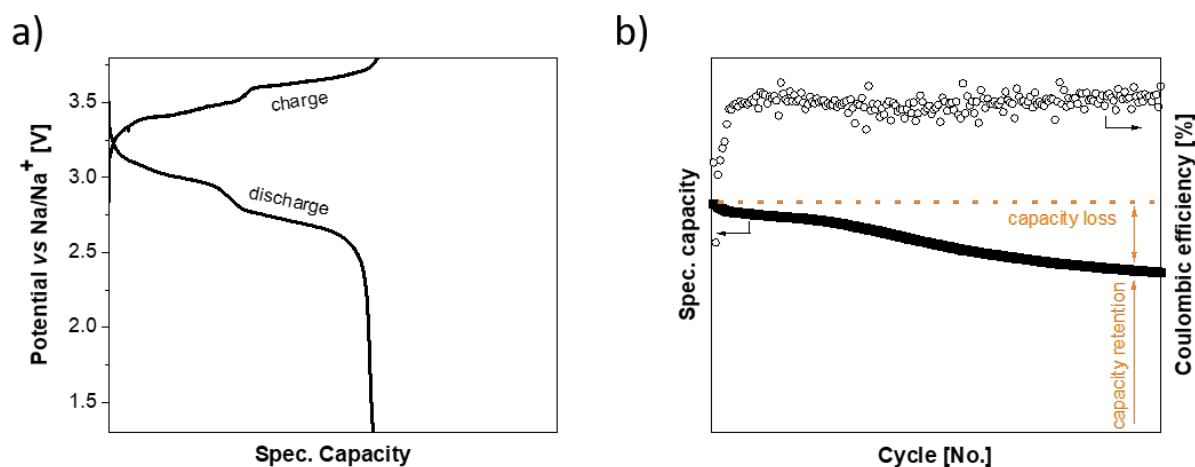 a)
Potential vs Na/Na+ [V]
3.5
3.0
2.5
2.0
1.5
charge
discharge
Spec. Capacity
b)
Spec. capacity
capacity loss
capacity retention
Coulombic efficiency [%]
Cycle [No.]